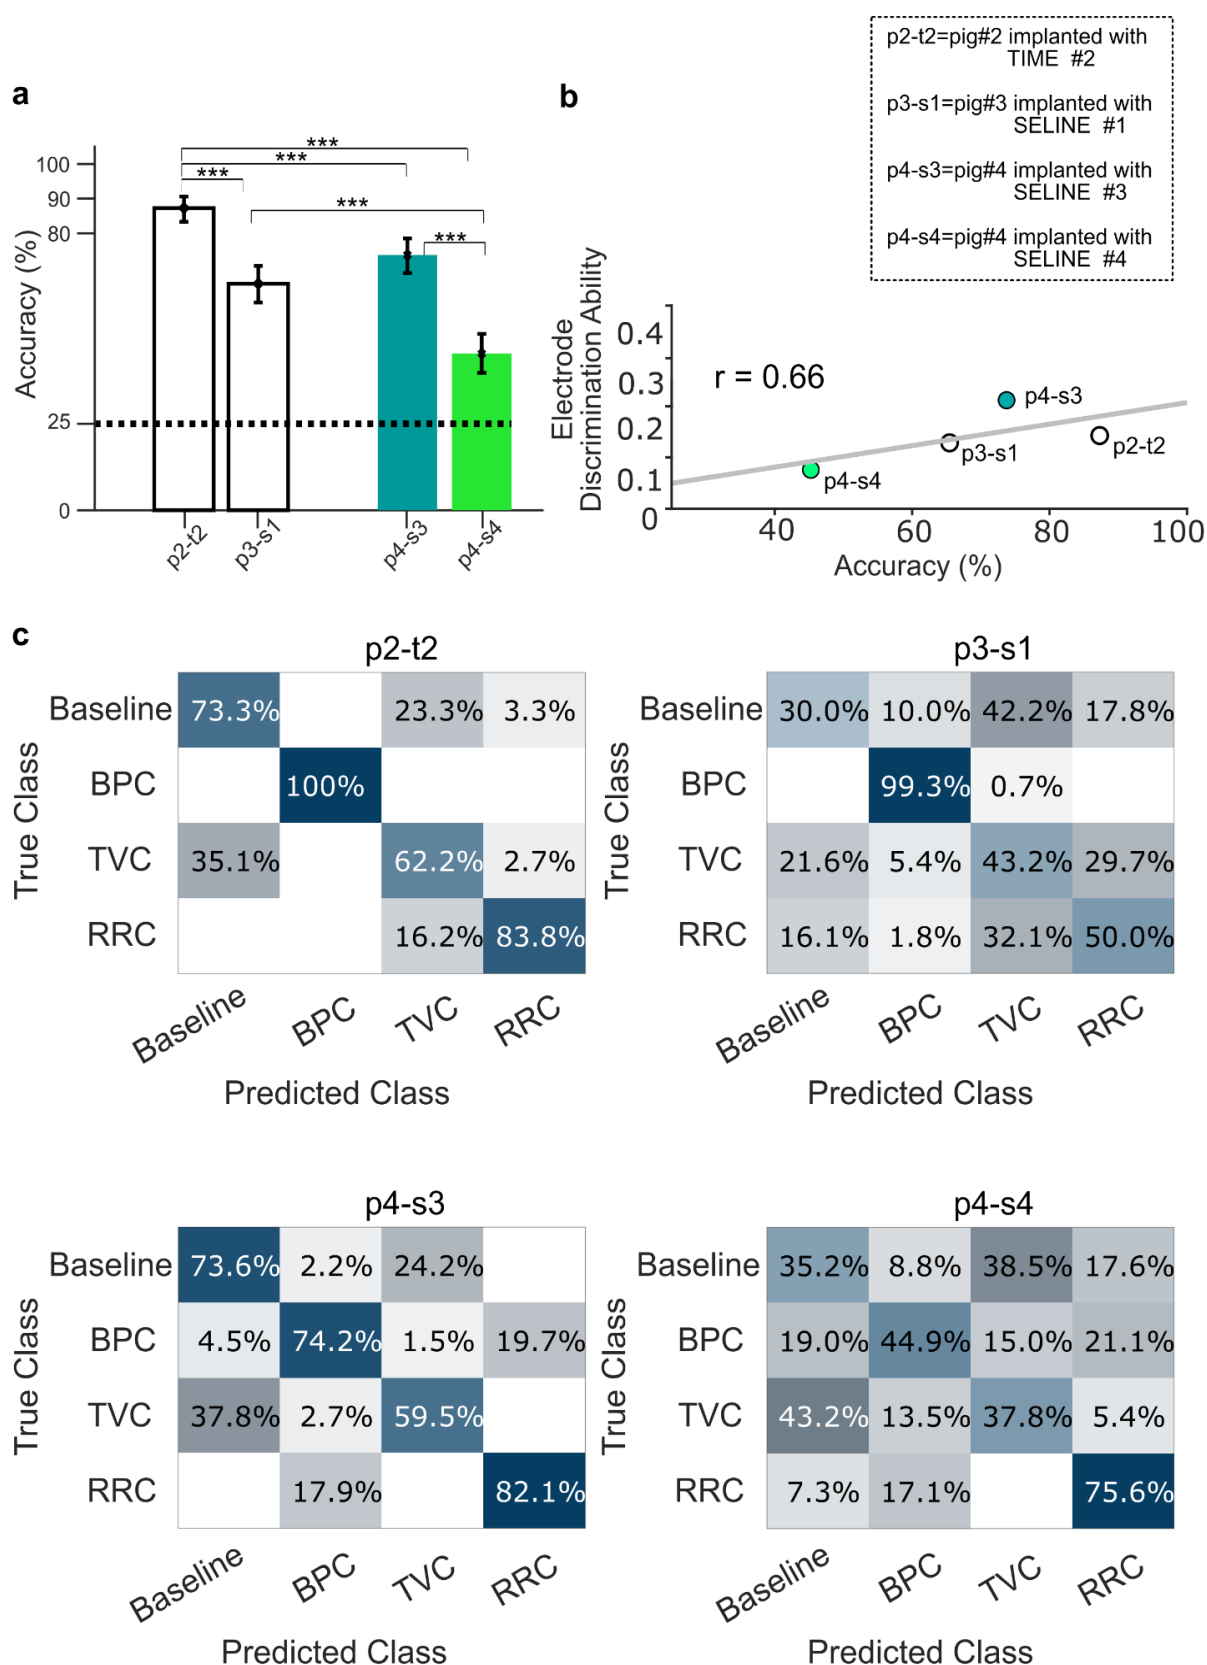 p2-t2=pig#2 implanted with
TIME #2
p3-s1=pig#3 implanted with
SELINE #1
p4-s3=pig#4 implanted with
SELINE #3
p4-s4=pig#4 implanted with
SELINE #4
a
Accuracy (%)
100
90
80
25
0
***
***
***
***
***
p2-t2
p3-s1
p4-s3
p4-s4
b
Electrode
Discrimination Ability
0.4
0.3
0.2
0.1
0
r = 0.66
p4-s3
p3-s1
p2-t2
p4-s4
40 60 80 100
Accuracy (%)
c
p2-t2
True Class
Baseline 73.3% 23.3% 3.3%
BPC 100%
TVC 35.1% 62.2% 2.7%
RRC 16.2% 83.8%
Baseline BPC TVC RRC
Predicted Class
p3-s1
True Class
Baseline 30.0% 10.0% 42.2% 17.8%
BPC 99.3% 0.7%
TVC 21.6% 5.4% 43.2% 29.7%
RRC 16.1% 1.8% 32.1% 50.0%
Baseline BPC TVC RRC
Predicted Class
p4-s3
True Class
Baseline 73.6% 2.2% 24.2%
BPC 4.5% 74.2% 1.5% 19.7%
TVC 37.8% 2.7% 59.5%
RRC 17.9% 82.1%
Baseline BPC TVC RRC
Predicted Class
p4-s4
True Class
Baseline 35.2% 8.8% 38.5% 17.6%
BPC 19.0% 44.9% 15.0% 21.1%
TVC 43.2% 13.5% 37.8% 5.4%
RRC 7.3% 17.1% 75.6%
Baseline BPC TVC RRC
Predicted Class